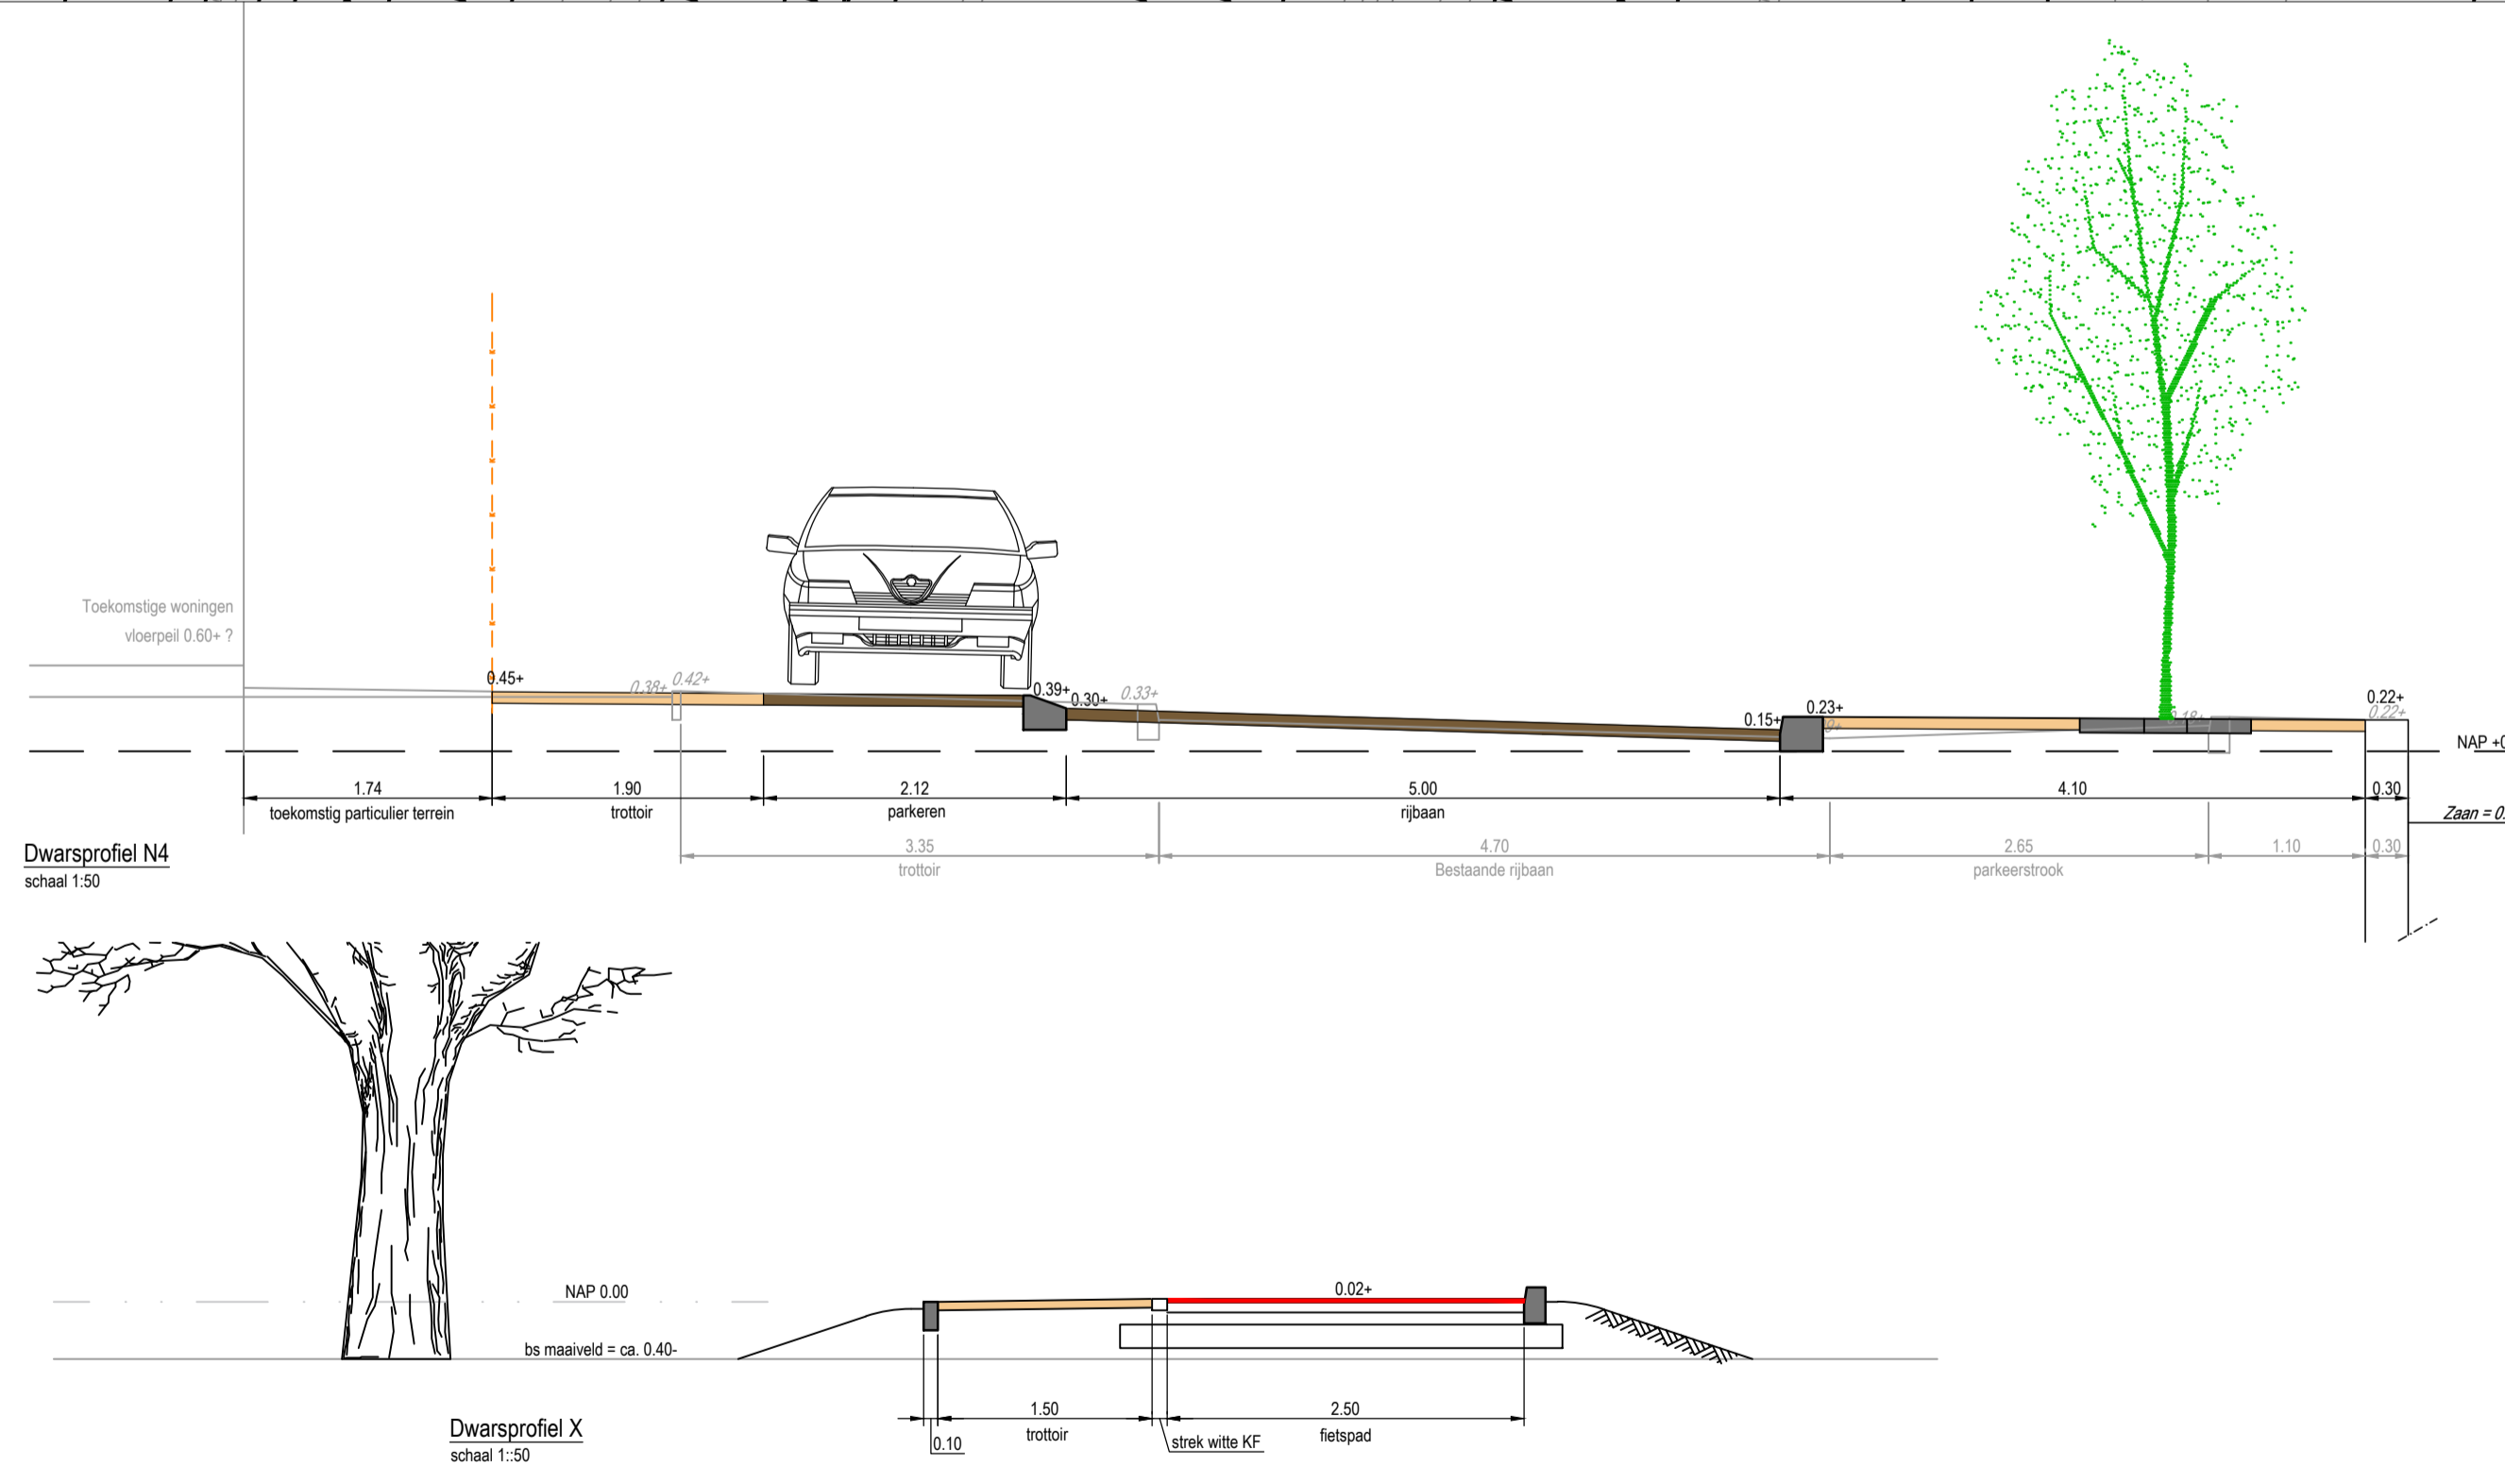 Toekomstige woningen
vloerpeil 0.60+ ?
0.45+
0.38+
0.42+
0.39+
0.30+
0.33+
0.15+
0.23+
0.18+
0.22+
0.22+
NAP +0
1.74
1.90
2.12
5.00
4.10
0.30
toekomstig particulier terrein
trottoir
parkeren
rijbaan
Zaan = 0.
3.35
4.70
2.65
1.10
0.30
trottoir
Bestaande rijbaan
parkeerstrook
Dwarsprofiel N4
schaal 1:50
NAP 0.00
0.02+
bs maaiveld = ca. 0.40-
1.50
2.50
trottoir
fietspad
0.10
strek witte KF
Dwarsprofiel X
schaal 1::50